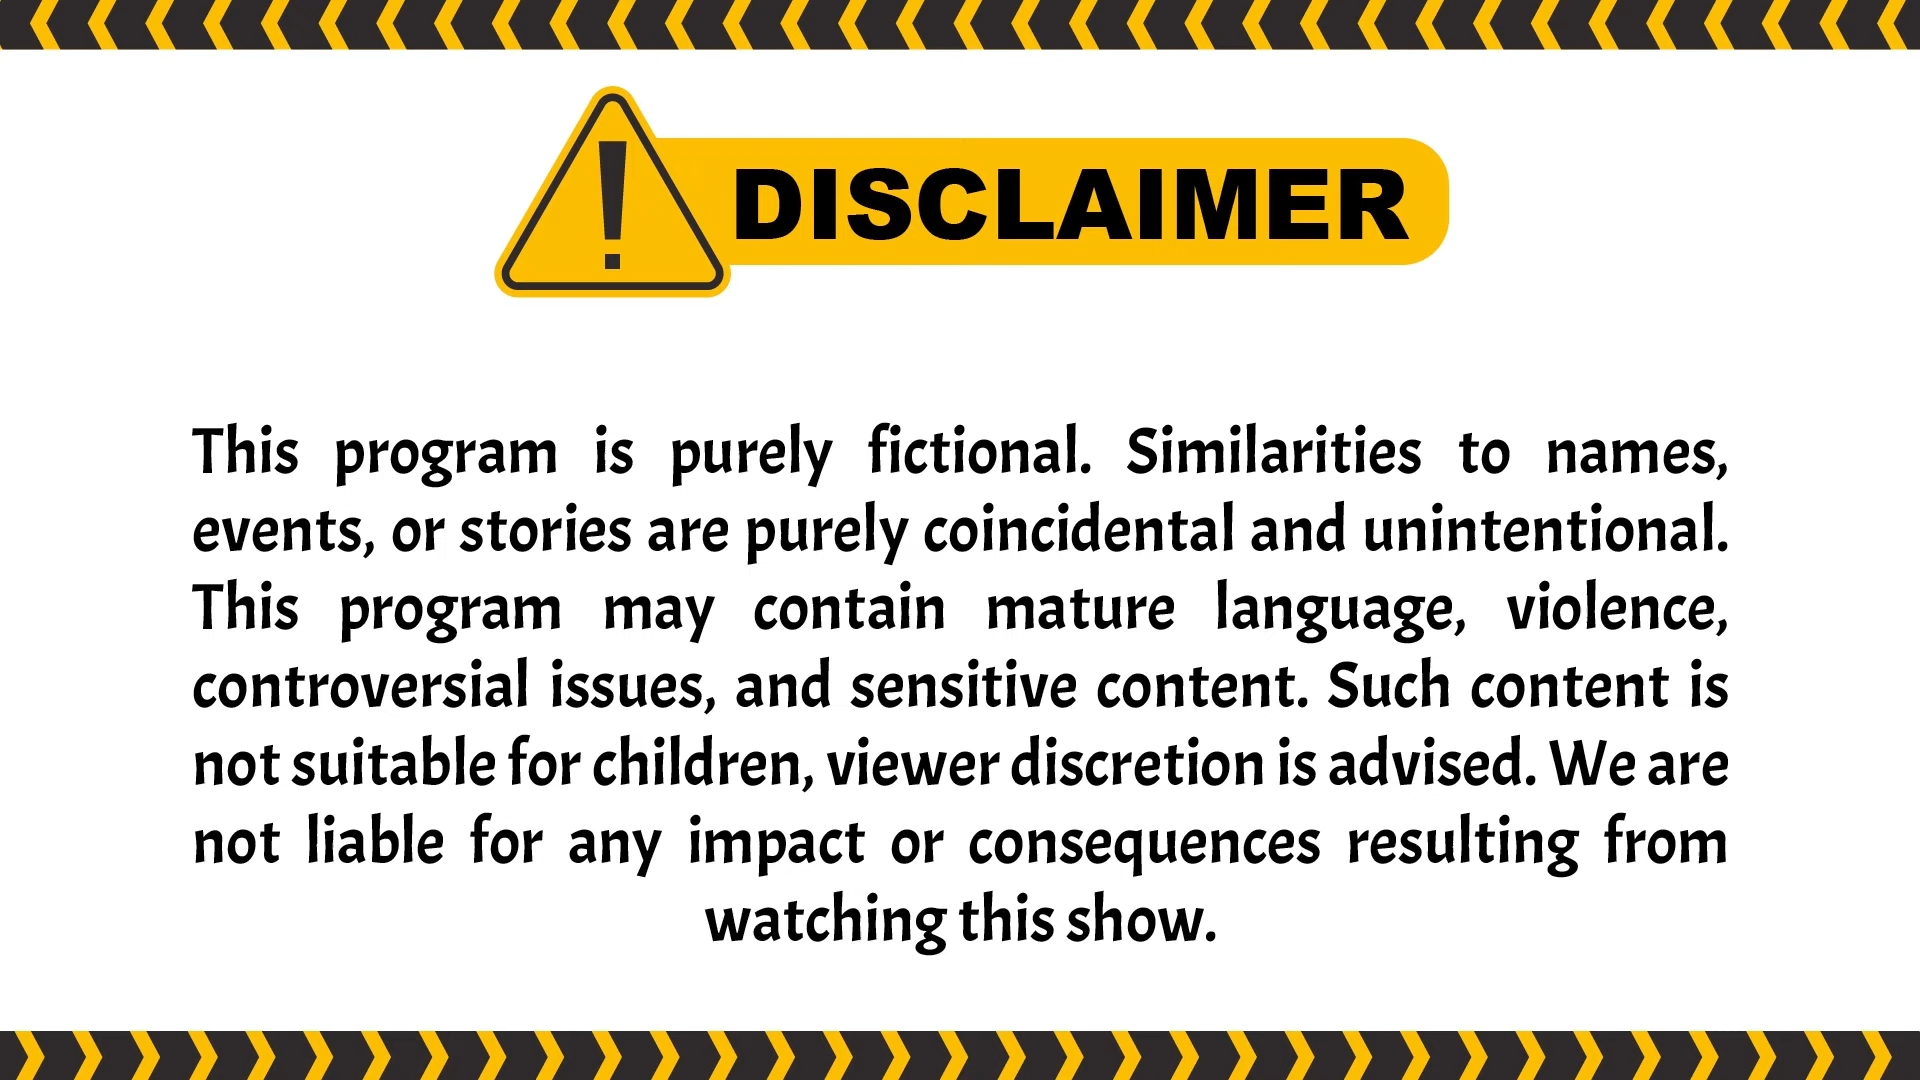 DISCLAIMER
This program is purely fictional. Similarities to names,
events, or stories are purely coincidental and unintentional.
This program may contain mature language, violence,
controversial issues, and sensitive content. Such content is
not suitable for children, viewer discretion is advised. We are
not liable for any impact or consequences resulting from
watching this show.